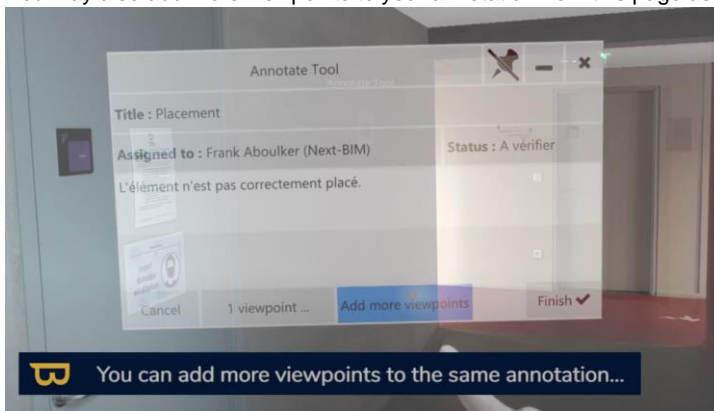 Annotate Tool
Title : Placement
Assigned to : Frank Aboulker (Next-BIM)
Status : A vérifier
L'élément n'est pas correctement placé.
Cancel
1 viewpoint ...
Add more viewpoints
Finish
You can add more viewpoints to the same annotation...